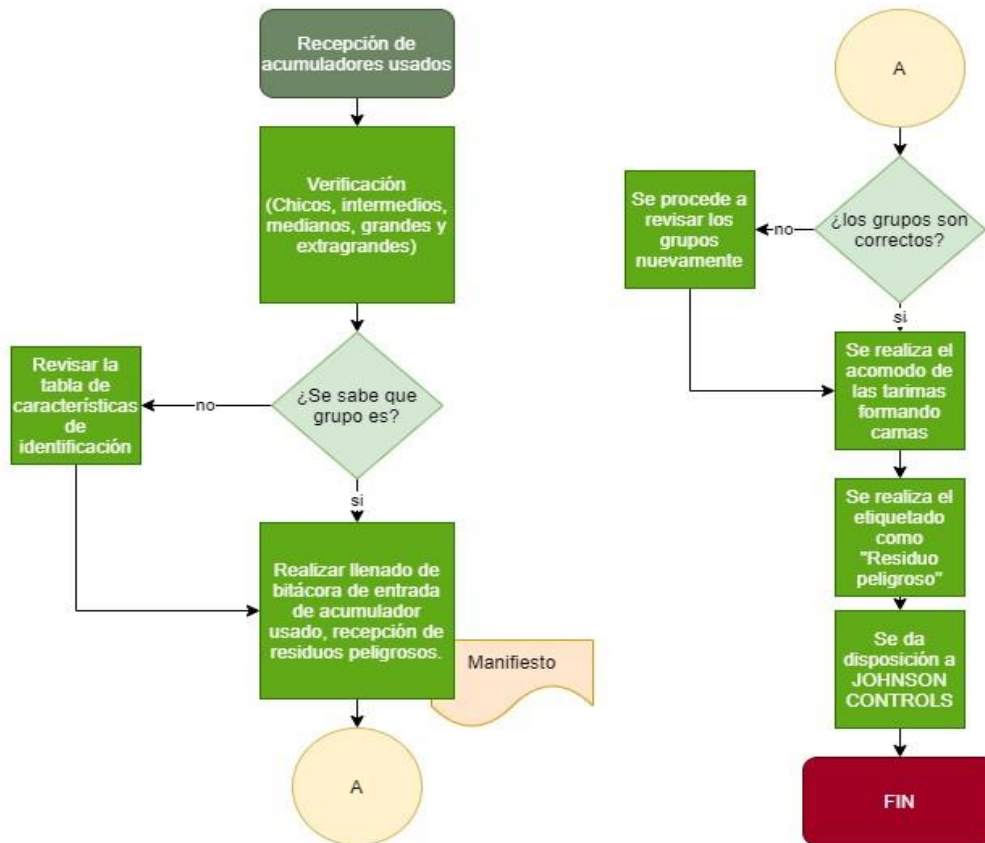 Recepción de
acumuladores usados
Verificación
(Chicos, intermedios,
medianos, grandes y
extragrandes)
¿Se sabe que
grupo es?
no
Revisar la
tabla de
características
de
identificación
si
Realizar llenado de
bitácora de entrada
de acumulador
usado, recepción de
residuos peligrosos.
Manifiesto
A
A
¿los grupos son
correctos?
no
Se procede a
revisar los
grupos
nuevamente
si
Se realiza el
acomodo de
las tarimas
formando
camas
Se realiza el
etiquetado
como
"Residuo
peligroso"
Se da
disposición a
JOHNSON
CONTROLS
FIN